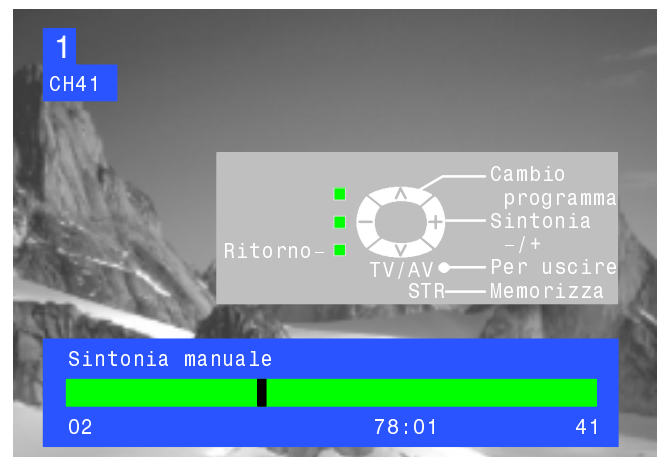 1
CH41
Cambio
programma
Sintonia
-/+
Ritorno-
TV/AV Per uscire
STR Memorizza
Sintonia manuale
02 78:01 41